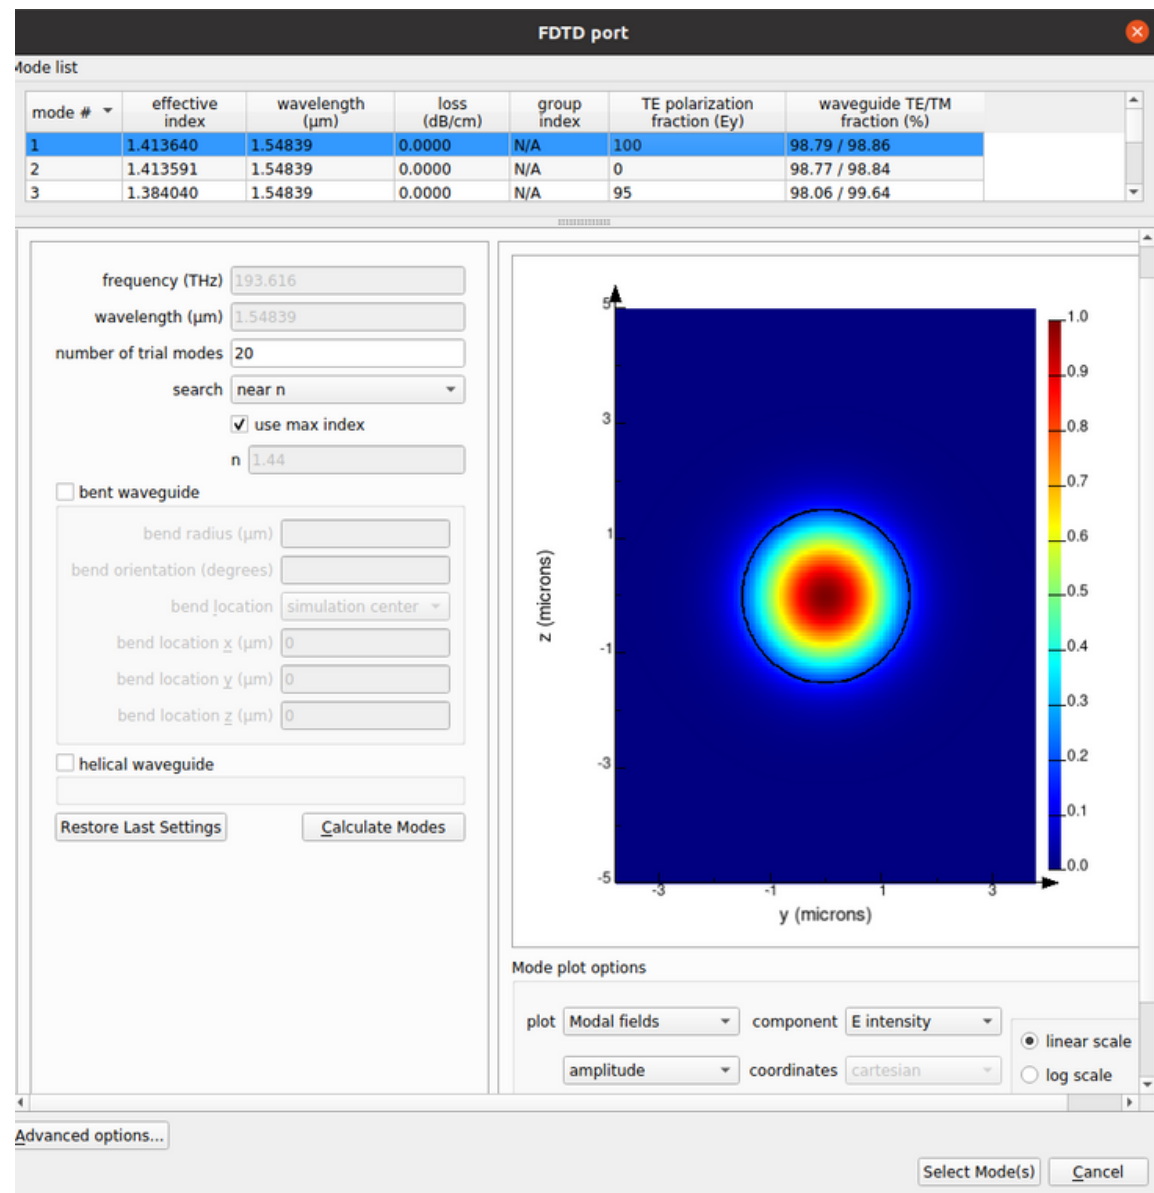 FDTD port
Mode list
mode # effective index wavelength (µm) loss (dB/cm) group index TE polarization fraction (Ey) waveguide TE/TM fraction (%)
1 1.413640 1.54839 0.0000 N/A 100 98.79 / 98.86
2 1.413591 1.54839 0.0000 N/A 0 98.77 / 98.84
3 1.384040 1.54839 0.0000 N/A 95 98.06 / 99.64
frequency (THz) 193.616
wavelength (µm) 1.54839
number of trial modes 20
search near n
use max index
n 1.44
bent waveguide
bend radius (µm)
bend orientation (degrees)
bend location simulation center
bend location x (µm) 0
bend location y (µm) 0
bend location z (µm) 0
helical waveguide
Restore Last Settings Calculate Modes
5
3
1
-1
-3
-5
z (microns)
-3 -1 1 3
y (microns)
1.0
0.9
0.8
0.7
0.6
0.5
0.4
0.3
0.2
0.1
0.0
Mode plot options
plot Modal fields component E intensity
amplitude coordinates cartesian
linear scale
log scale
Advanced options...
Select Mode(s) Cancel